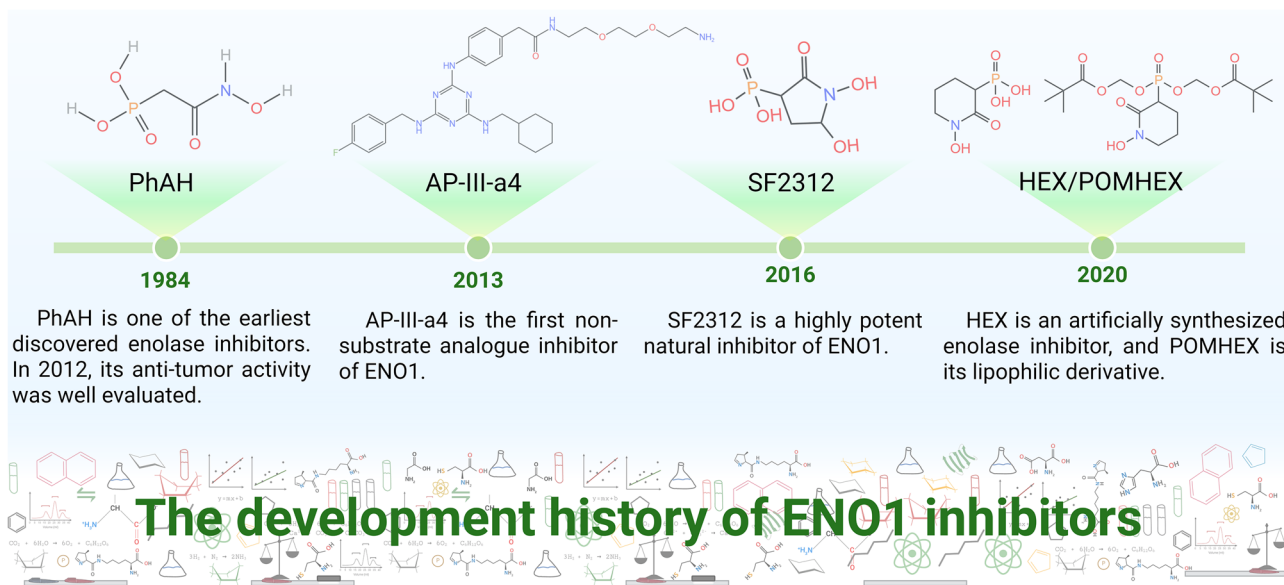 PhAH
AP-III-a4
SF2312
HEX/POMHEX
1984
2013
2016
2020
PhAH is one of the earliest
discovered enolase inhibitors.
In 2012, its anti-tumor activity
was well evaluated.
AP-III-a4 is the first non-
substrate analogue inhibitor
of ENO1.
SF2312 is a highly potent
natural inhibitor of ENO1.
HEX is an artificially synthesized
enolase inhibitor, and POMHEX is
its lipophilic derivative.
The development history of ENO1 inhibitors